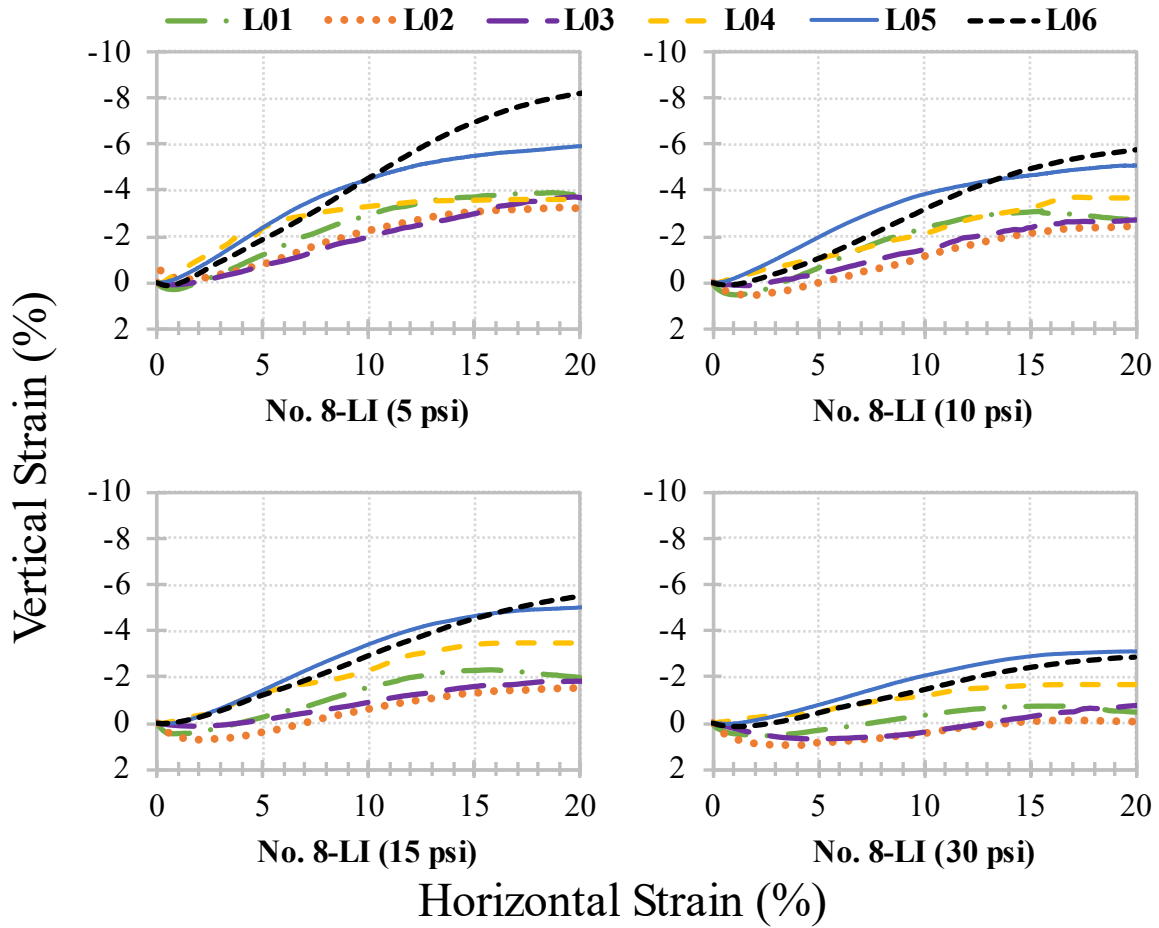 L01 L02 L03 L04 L05 L06
Vertical Strain (%)
-10 -8 -6 -4 -2 0 2
0 5 10 15 20
No. 8-LI (5 psi)
-10 -8 -6 -4 -2 0 2
0 5 10 15 20
No. 8-LI (10 psi)
-10 -8 -6 -4 -2 0 2
0 5 10 15 20
No. 8-LI (15 psi)
-10 -8 -6 -4 -2 0 2
0 5 10 15 20
No. 8-LI (30 psi)
Horizontal Strain (%)